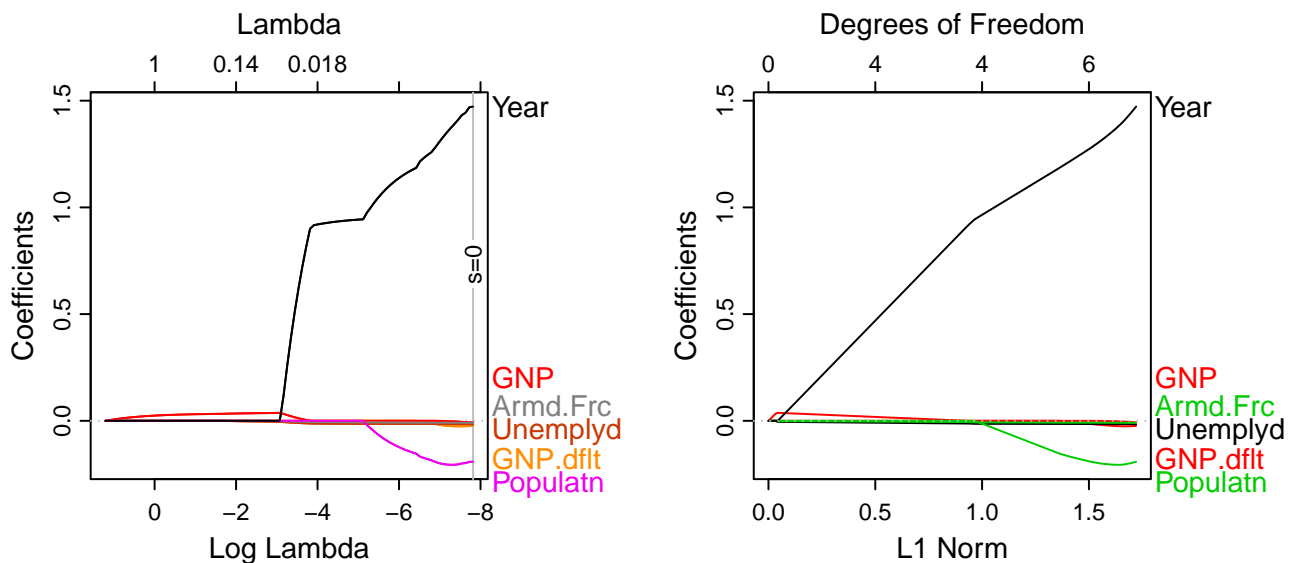 Lambda
1 0.14 0.018
Coefficients
0.0 0.5 1.0 1.5
s=0
Year
GNP
Armd.Frc
Unemplyd
GNP.dflt
Populatn
0 −2 −4 −6 −8
Log Lambda
Degrees of Freedom
0 4 4 6
Coefficients
0.0 0.5 1.0 1.5
Year
GNP
Armd.Frc
Unemplyd
GNP.dflt
Populatn
0.0 0.5 1.0 1.5
L1 Norm